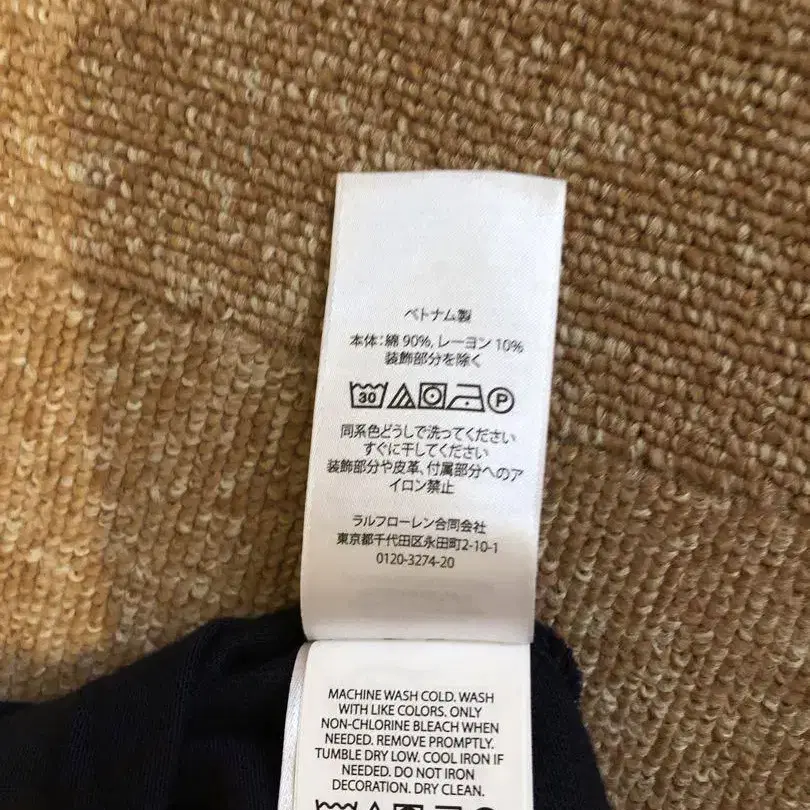 ベトナム製
本体:綿 90%, レーヨン 10%
装飾部分を除く
30 P
同系色どうしで洗ってください
すぐに干してください
装飾部分や皮革、付属部分へのア
イロン禁止
ラルフローレン合同会社
東京都千代田区永田町2-10-1
0120-3274-20
MACHINE WASH COLD. WASH
WITH LIKE COLORS. ONLY
NON-CHLORINE BLEACH WHEN
NEEDED. REMOVE PROMPTLY.
TUMBLE DRY LOW. COOL IRON IF
NEEDED. DO NOT IRON
DECORATION. DRY CLEAN.